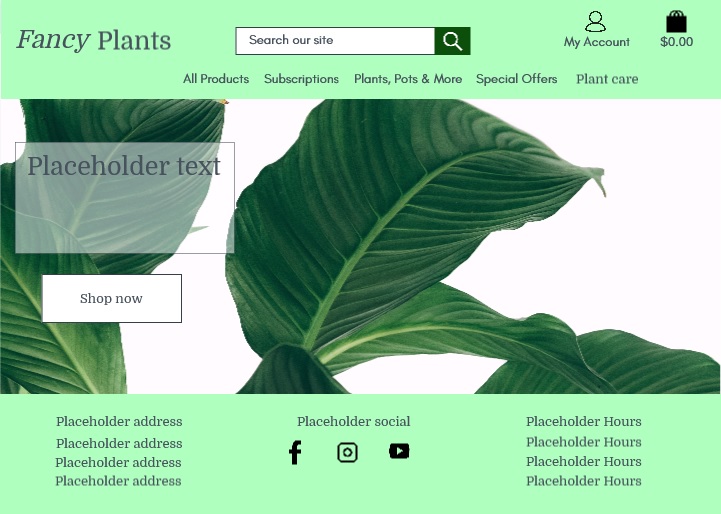 Fancy Plants
Search our site
My Account
$0.00
All Products Subscriptions Plants, Pots & More Special Offers Plant care
Placeholder text
Shop now
Placeholder address
Placeholder address
Placeholder address
Placeholder address
Placeholder social
Placeholder Hours
Placeholder Hours
Placeholder Hours
Placeholder Hours